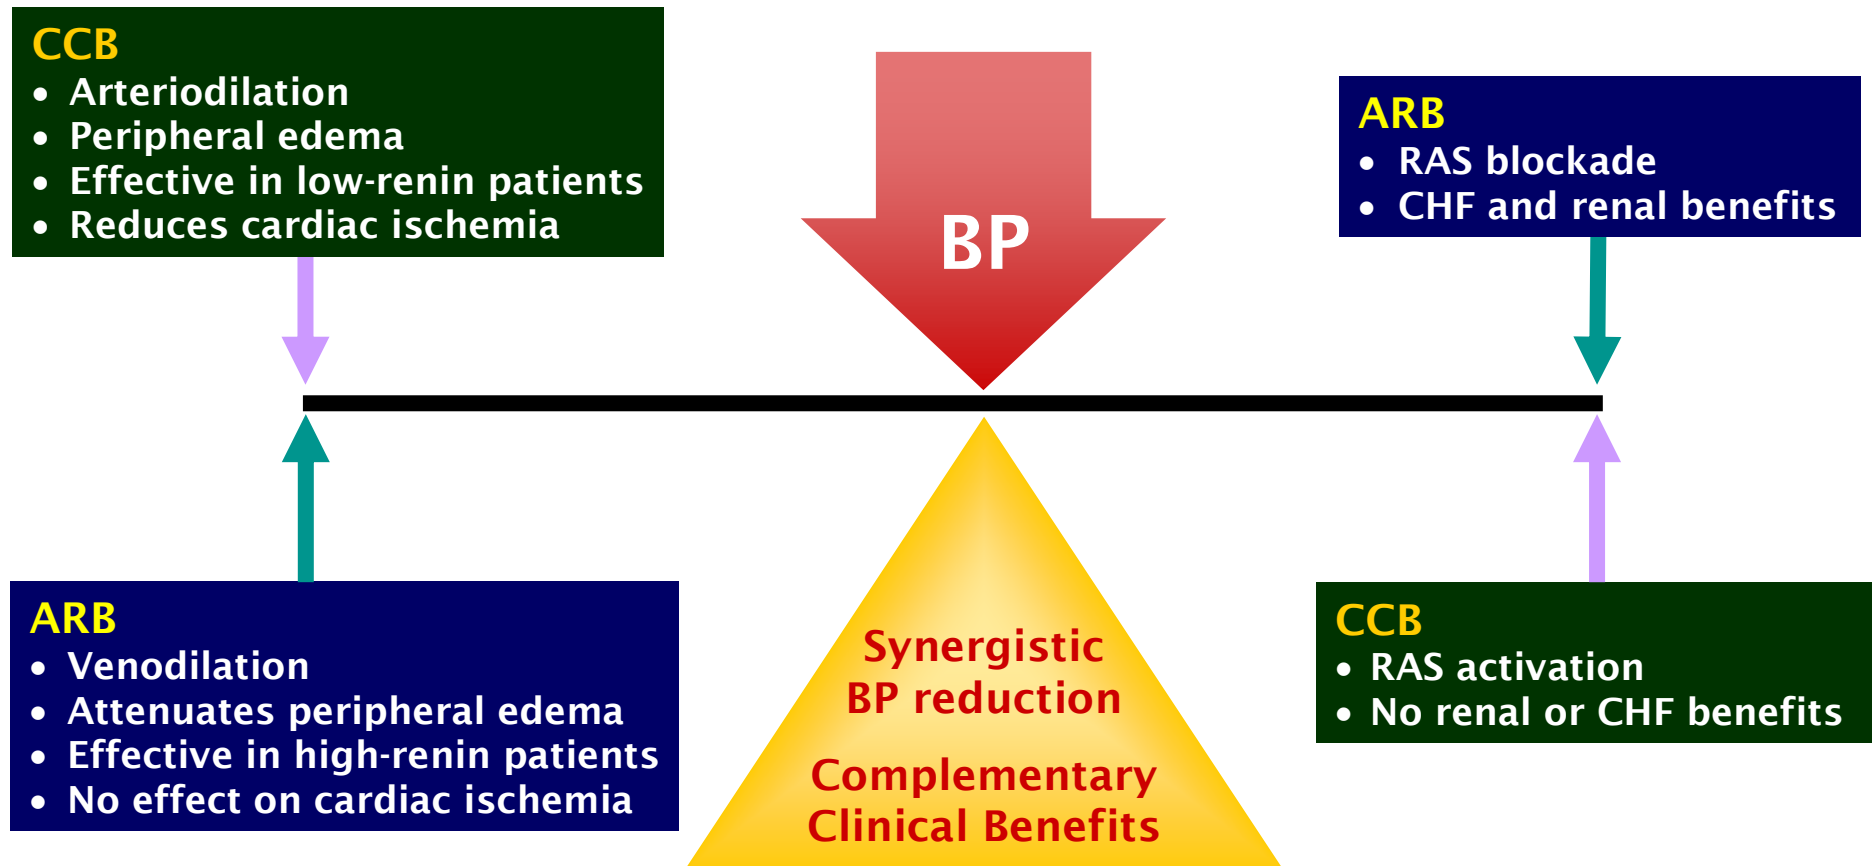 CCB
• Arteriodilation
• Peripheral edema
• Effective in low-renin patients
• Reduces cardiac ischemia
BP
ARB
• RAS blockade
• CHF and renal benefits
ARB
• Venodilation
• Attenuates peripheral edema
• Effective in high-renin patients
• No effect on cardiac ischemia
Synergistic
BP reduction
Complementary
Clinical Benefits
CCB
• RAS activation
• No renal or CHF benefits